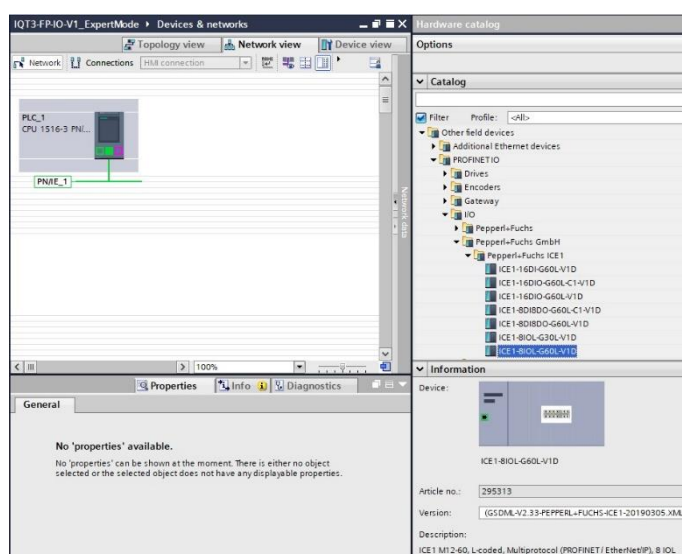 IQT3-FP-IO-V1_ExpertMode ▸ Devices & networks
Topology view Network view Device view
Network Connections HMI connection
PLC_1
CPU 1516-3 PN/...
PN/IE_1
Network data
100%
Properties Info Diagnostics
General
No 'properties' available.
No 'properties' can be shown at the moment. There is either no object
selected or the selected object does not have any displayable properties.
Hardware catalog
Options
Catalog
Filter Profile: <All>
Other field devices
Additional Ethernet devices
PROFINET IO
Drives
Encoders
Gateway
I/O
Pepperl+Fuchs
Pepperl+Fuchs GmbH
Pepperl+Fuchs ICE1
ICE1-16DI-G60L-V1D
ICE1-16DIO-G60L-C1-V1D
ICE1-16DIO-G60L-V1D
ICE1-8DI8DO-G60L-C1-V1D
ICE1-8DI8DO-G60L-V1D
ICE1-8IOL-G30L-V1D
ICE1-8IOL-G60L-V1D
Information
Device:
ICE1-8IOL-G60L-V1D
Article no.: 295313
Version: (GSDML-V2.33-PEPPERL+FUCHS-ICE1-20190305.XML
Description:
ICE1 M12-60, L-coded, Multiprotocol (PROFINET/ EtherNet/IP), 8 IOL